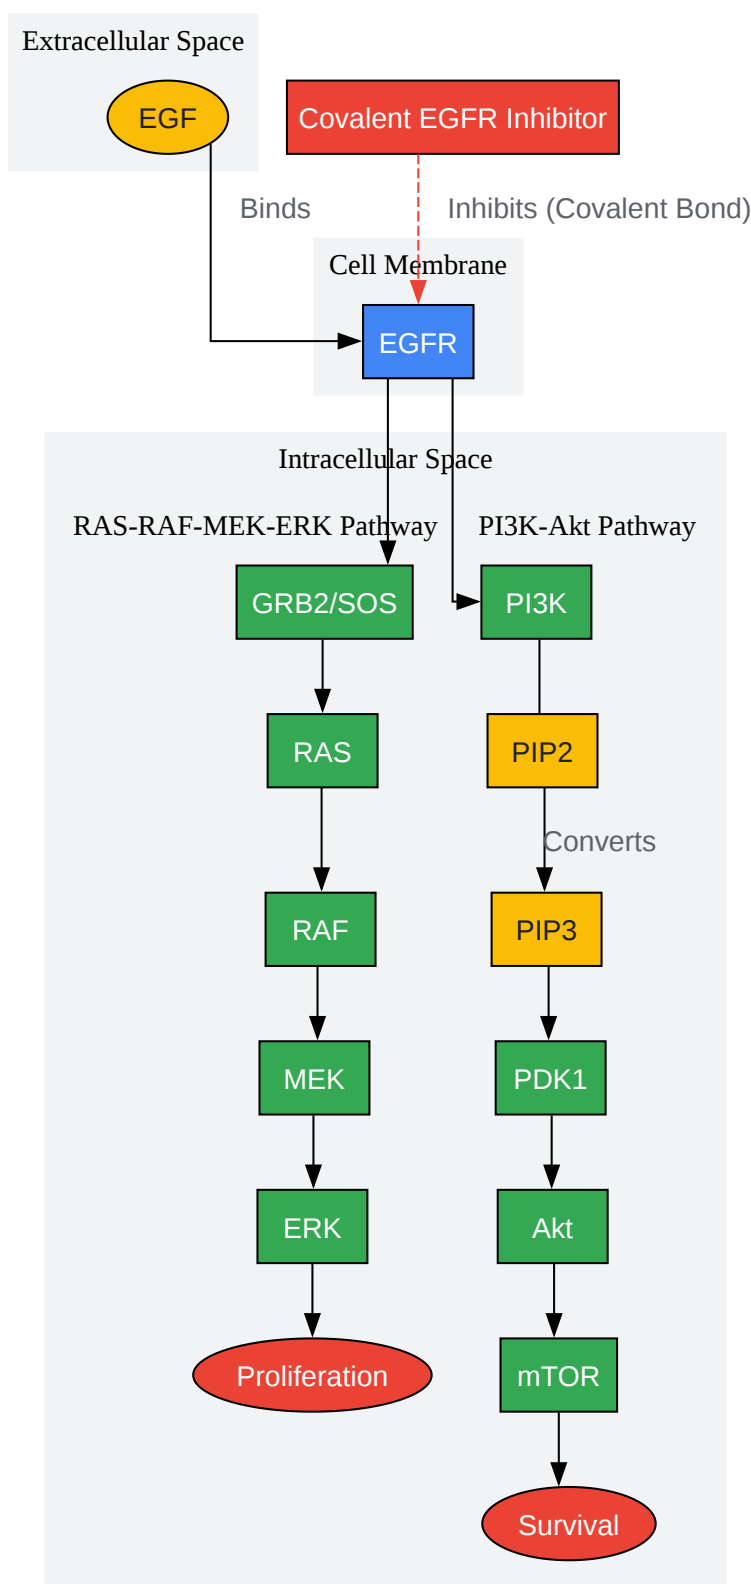 Extracellular Space
EGF
Covalent EGFR Inhibitor
Binds
Inhibits (Covalent Bond)
Cell Membrane
EGFR
Intracellular Space
RAS-RAF-MEK-ERK Pathway
PI3K-Akt Pathway
GRB2/SOS
PI3K
RAS
PIP2
Converts
RAF
PIP3
MEK
PDK1
ERK
Akt
Proliferation
mTOR
Survival